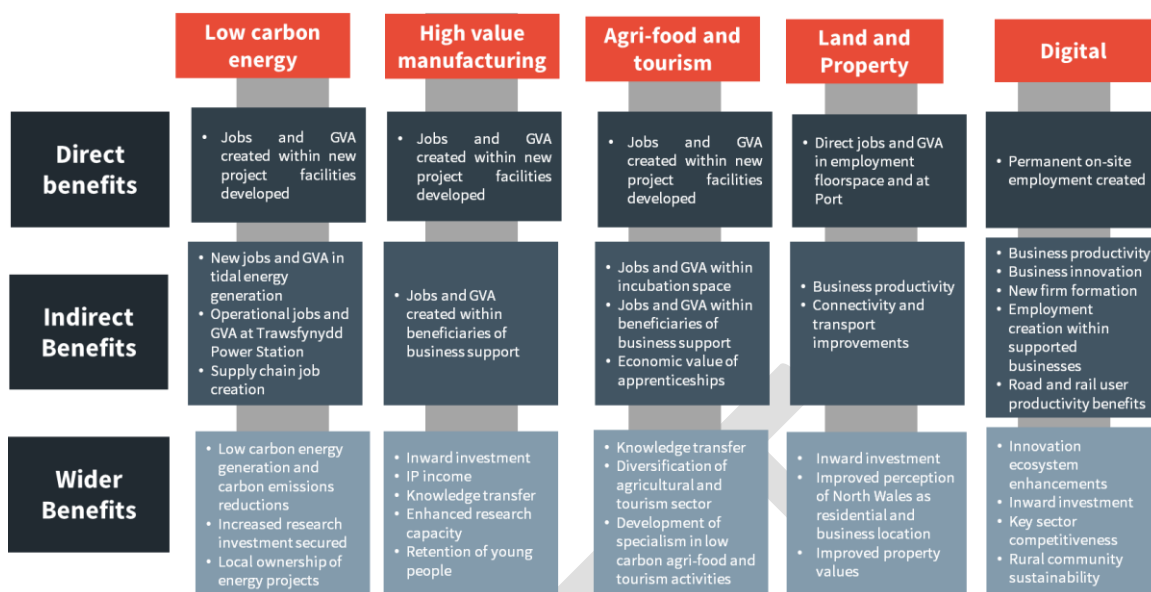 Low carbon
energy
High value
manufacturing
Agri-food and
tourism
Land and
Property
Digital
Direct
benefits
• Jobs and GVA
created within new
project facilities
developed
• Jobs and GVA
created within new
project facilities
developed
• Jobs and GVA
created within new
project facilities
developed
• Direct jobs and GVA
in employment
floorspace and at
Port
• Permanent on-site
employment created
Indirect
Benefits
• New jobs and GVA in
tidal energy
generation
• Operational jobs and
GVA at Trawsfynydd
Power Station
• Supply chain job
creation
• Jobs and GVA
created within
beneficiaries of
business support
• Jobs and GVA within
incubation space
• Jobs and GVA within
beneficiaries of
business support
• Economic value of
apprenticeships
• Business productivity
• Connectivity and
transport
improvements
• Business productivity
• Business innovation
• New firm formation
• Employment
creation within
supported
businesses
• Road and rail user
productivity benefits
Wider
Benefits
• Low carbon energy
generation and
carbon emissions
reductions
• Increased research
investment secured
• Local ownership of
energy projects
• Inward investment
• IP income
• Knowledge transfer
• Enhanced research
capacity
• Retention of young
people
• Knowledge transfer
• Diversification of
agricultural and
tourism sector
• Development of
specialism in low
carbon agri-food and
tourism activities
• Inward investment
• Improved perception
of North Wales as
residential and
business location
• Improved property
values
• Innovation
ecosystem
enhancements
• Inward investment
• Key sector
competitiveness
• Rural community
sustainability